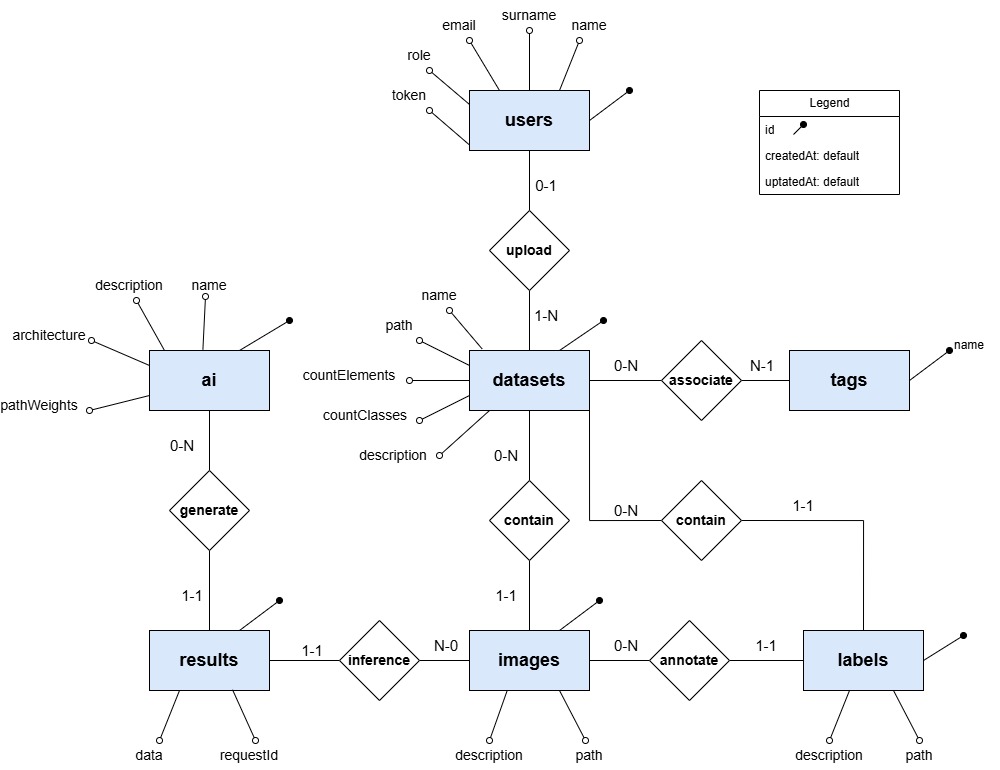 surname
email
name
role
token
users
Legend
id
createdAt: default
uptatedAt: default
0-1
upload
1-N
description
name
architecture
ai
pathWeights
name
path
countElements
countClasses
description
datasets
0-N
associate
N-1
tags
name
0-N
generate
1-1
0-N
contain
1-1
0-N
contain
1-1
results
1-1
inference
N-0
images
0-N
annotate
1-1
labels
data
requestId
description
path
description
path